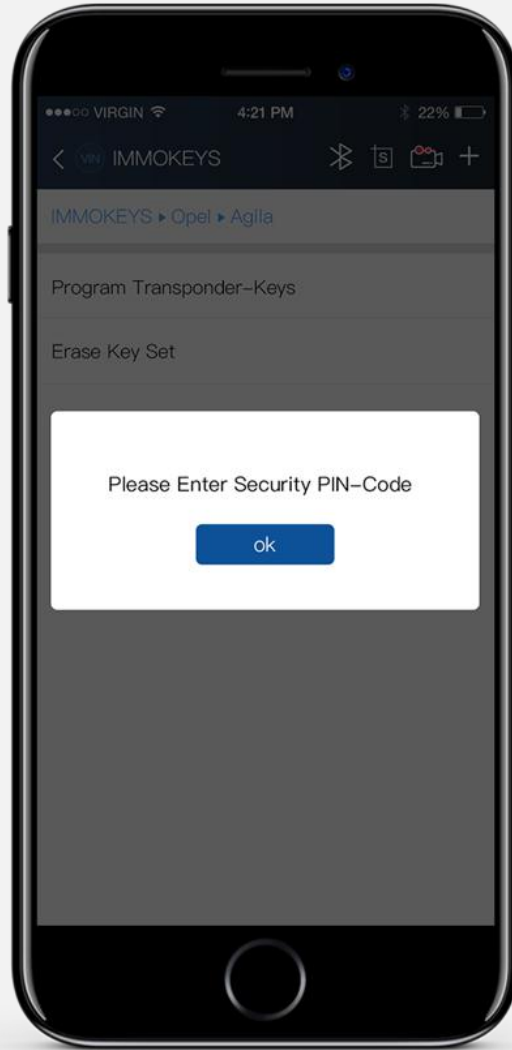 VIRGIN 4:21 PM 22%
VIN IMMOKEYS S
IMMOKEYS ▸ Opel ▸ Agila
Program Transponder–Keys
Erase Key Set
Please Enter Security PIN–Code
ok